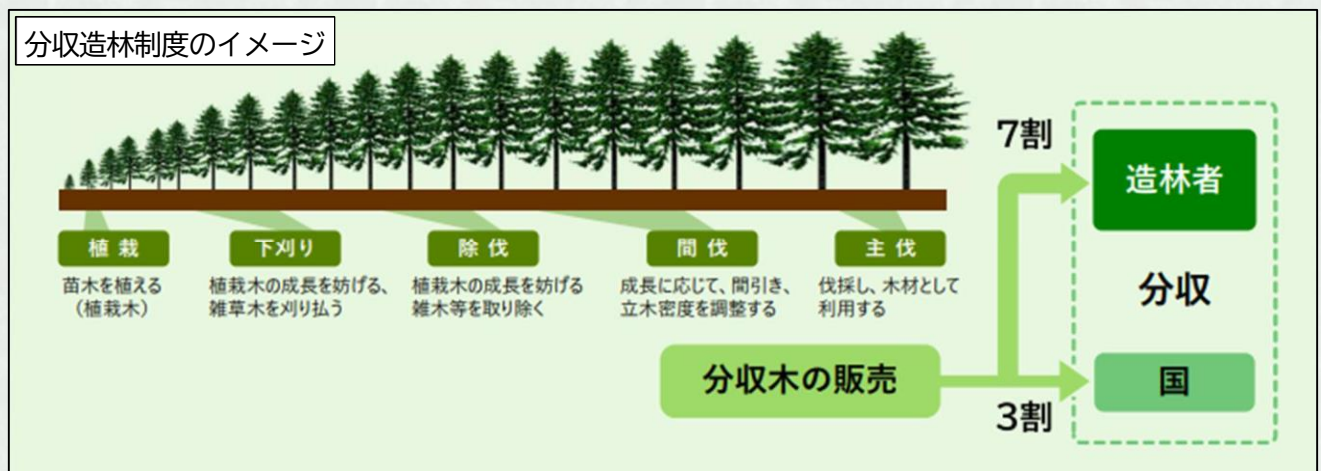 分収造林制度のイメージ
植 栽
苗木を植える
（植栽木）
下刈り
植栽木の成長を妨げる、
雑草木を刈り払う
除 伐
植栽木の成長を妨げる
雑木等を取り除く
間 伐
成長に応じて、間引き、
立木密度を調整する
主 伐
伐採し、木材として
利用する
分収木の販売
7割
3割
造林者
分収
国